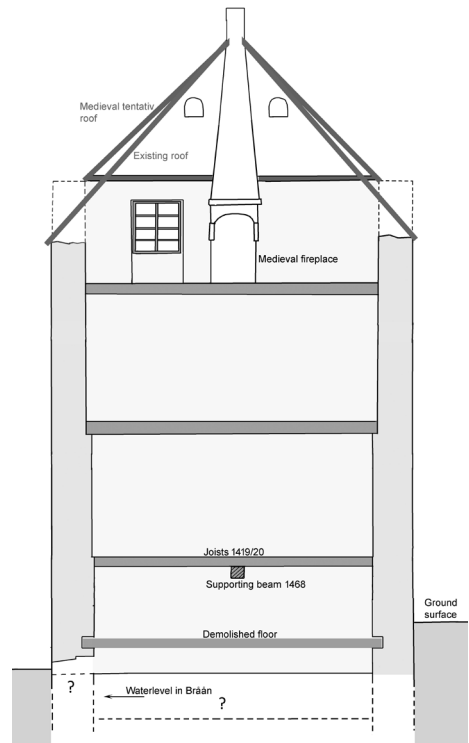 Medieval tentativ
roof
Existing roof
Medieval fireplace
Joists 1419/20
Supporting beam 1468
Ground
surface
Demolished floor
?
Waterlevel in Bråån
?